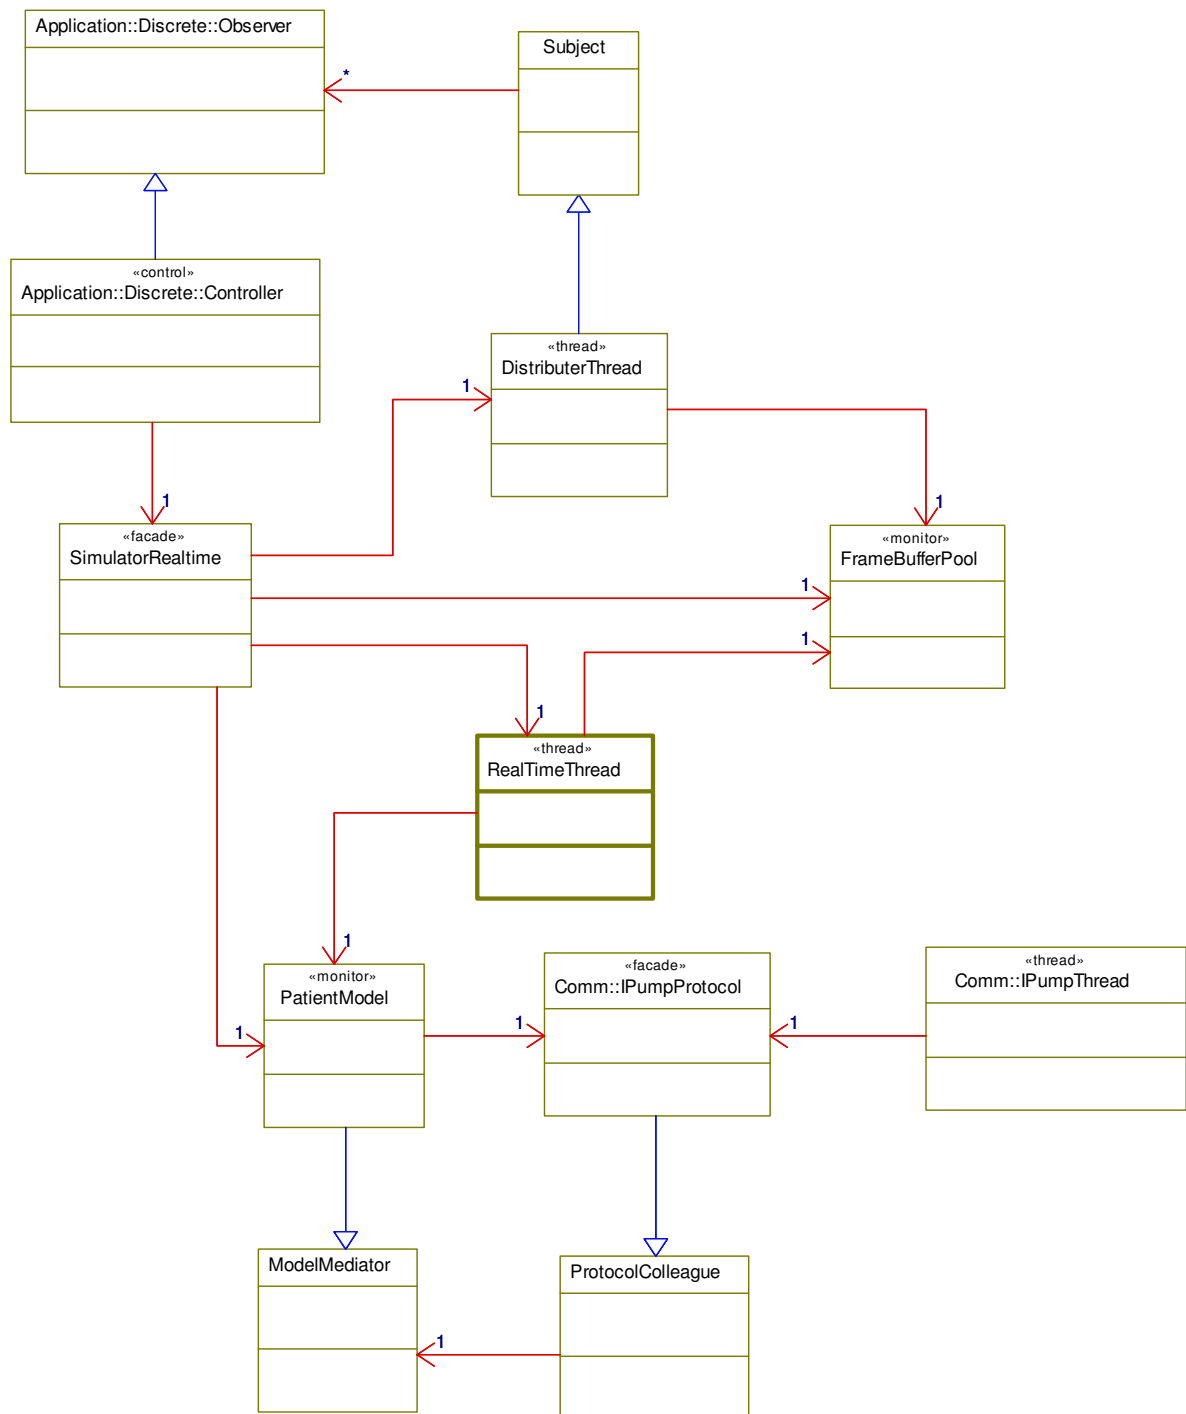 Application::Discrete::Observer
Subject
*
«control»
Application::Discrete::Controller
«thread»
DistributerThread
1
1
1
«facade»
SimulatorRealtime
«monitor»
FrameBufferPool
1
1
1
«thread»
RealTimeThread
1
«monitor»
PatientModel
«facade»
Comm::IPumpProtocol
«thread»
Comm::IPumpThread
1
1
1
ModelMediator
ProtocolColleague
1